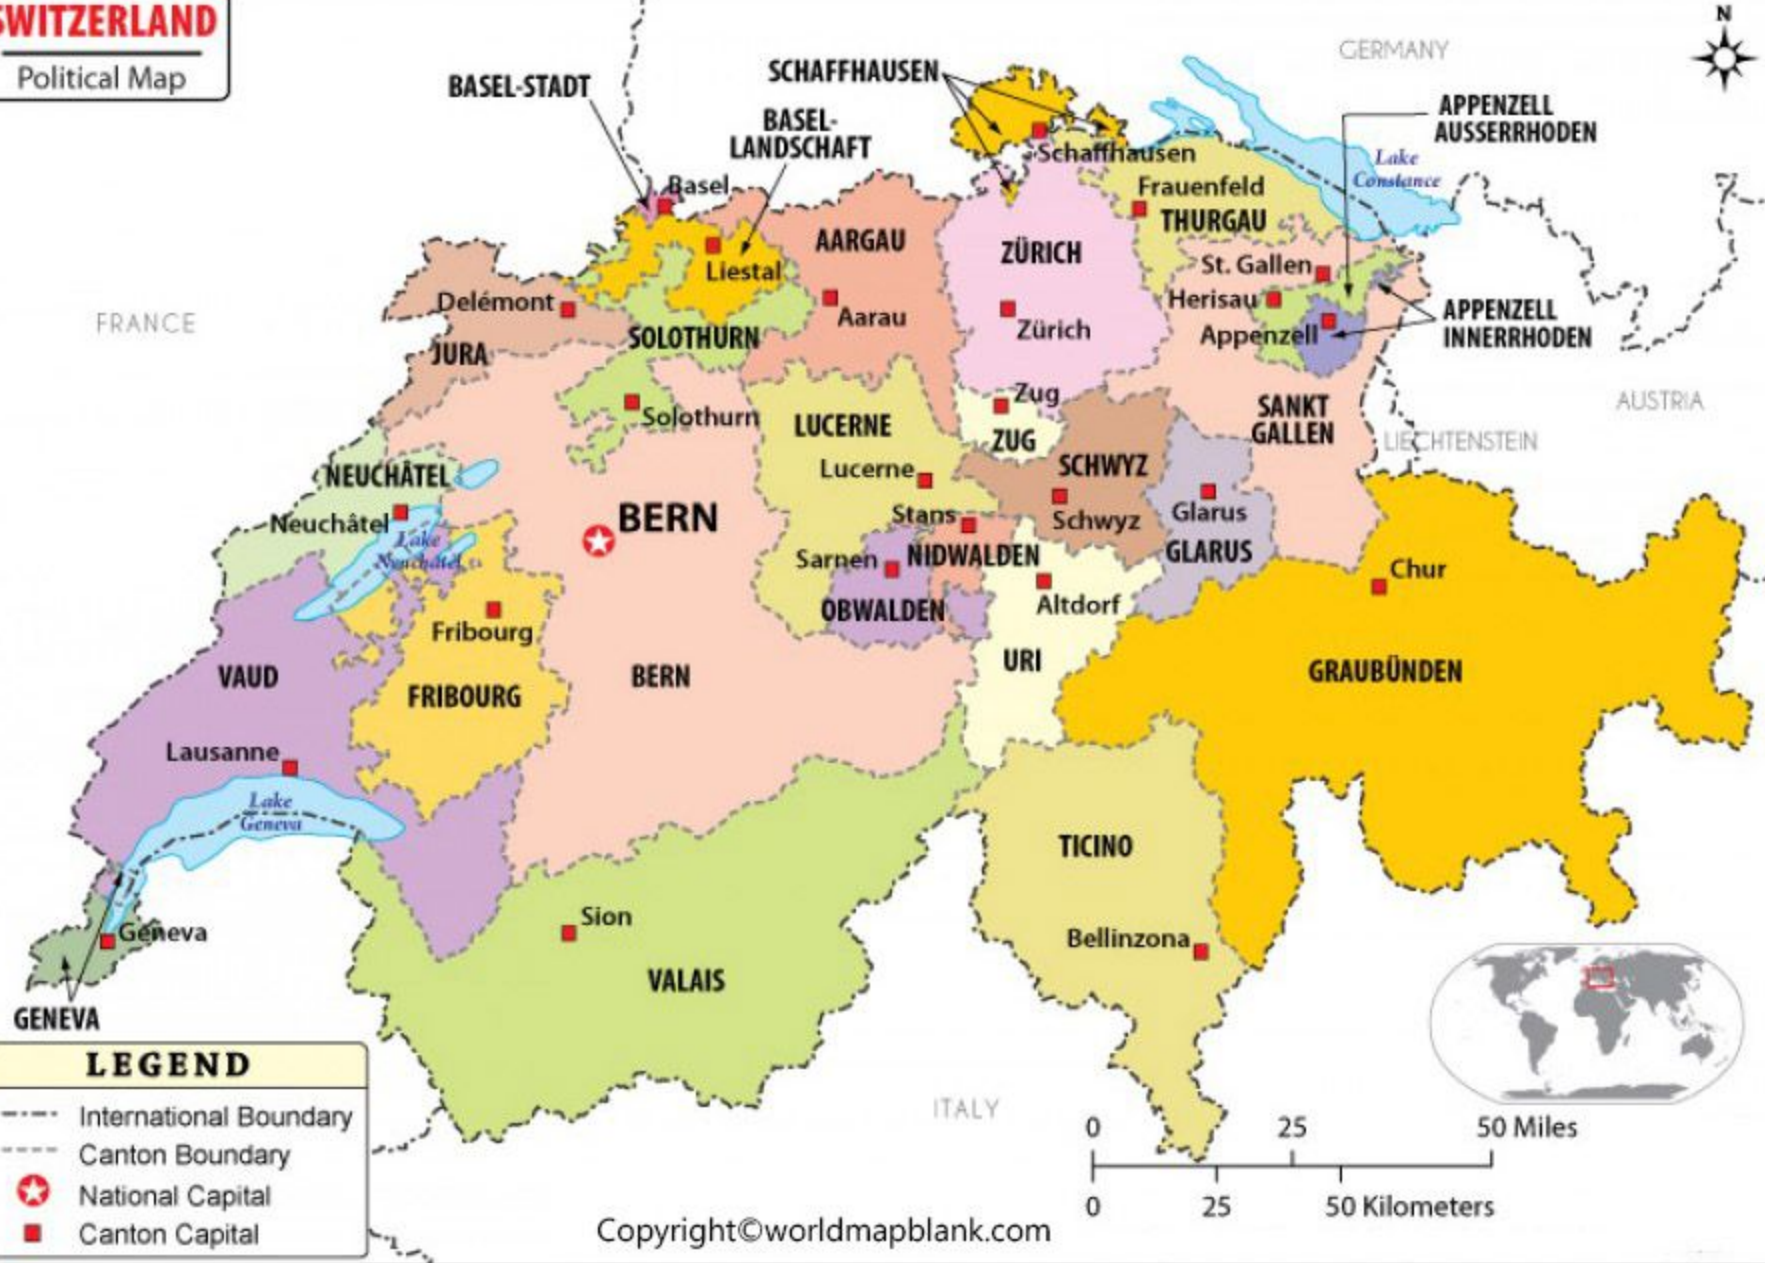 SWITZERLAND
Political Map
N
GERMANY
BASEL-STADT
SCHAFFHAUSEN
BASEL-
LANDSCHAFT
APPENZELL
AUSSERRHODEN
Lake
Constance
Schaffhausen
Basel
Frauenfeld
THURGAU
AARGAU
ZÜRICH
St. Gallen
Liestal
Herisau
Delémont
Aarau
Zürich
Appenzell
APPENZELL
INNERRHODEN
FRANCE
SOLOTHURN
JURA
Zug
AUSTRIA
SANKT
GALLEN
Solothurn
LUCERNE
ZUG
LIECHTENSTEIN
NEUCHÂTEL
Lucerne
SCHWYZ
Neuchâtel
BERN
Stans
Schwyz
Glarus
Lake
Neuchâtel
Sarnen
NIDWALDEN
GLARUS
Chur
OBWALDEN
Altdorf
Fribourg
VAUD
BERN
URI
GRAUBÜNDEN
FRIBOURG
Lausanne
Lake
Geneva
TICINO
Geneva
Sion
Bellinzona
VALAIS
GENEVA
LEGEND
International Boundary
Canton Boundary
National Capital
Canton Capital
ITALY
0 25 50 Miles
0 25 50 Kilometers
Copyright©worldmapblank.com